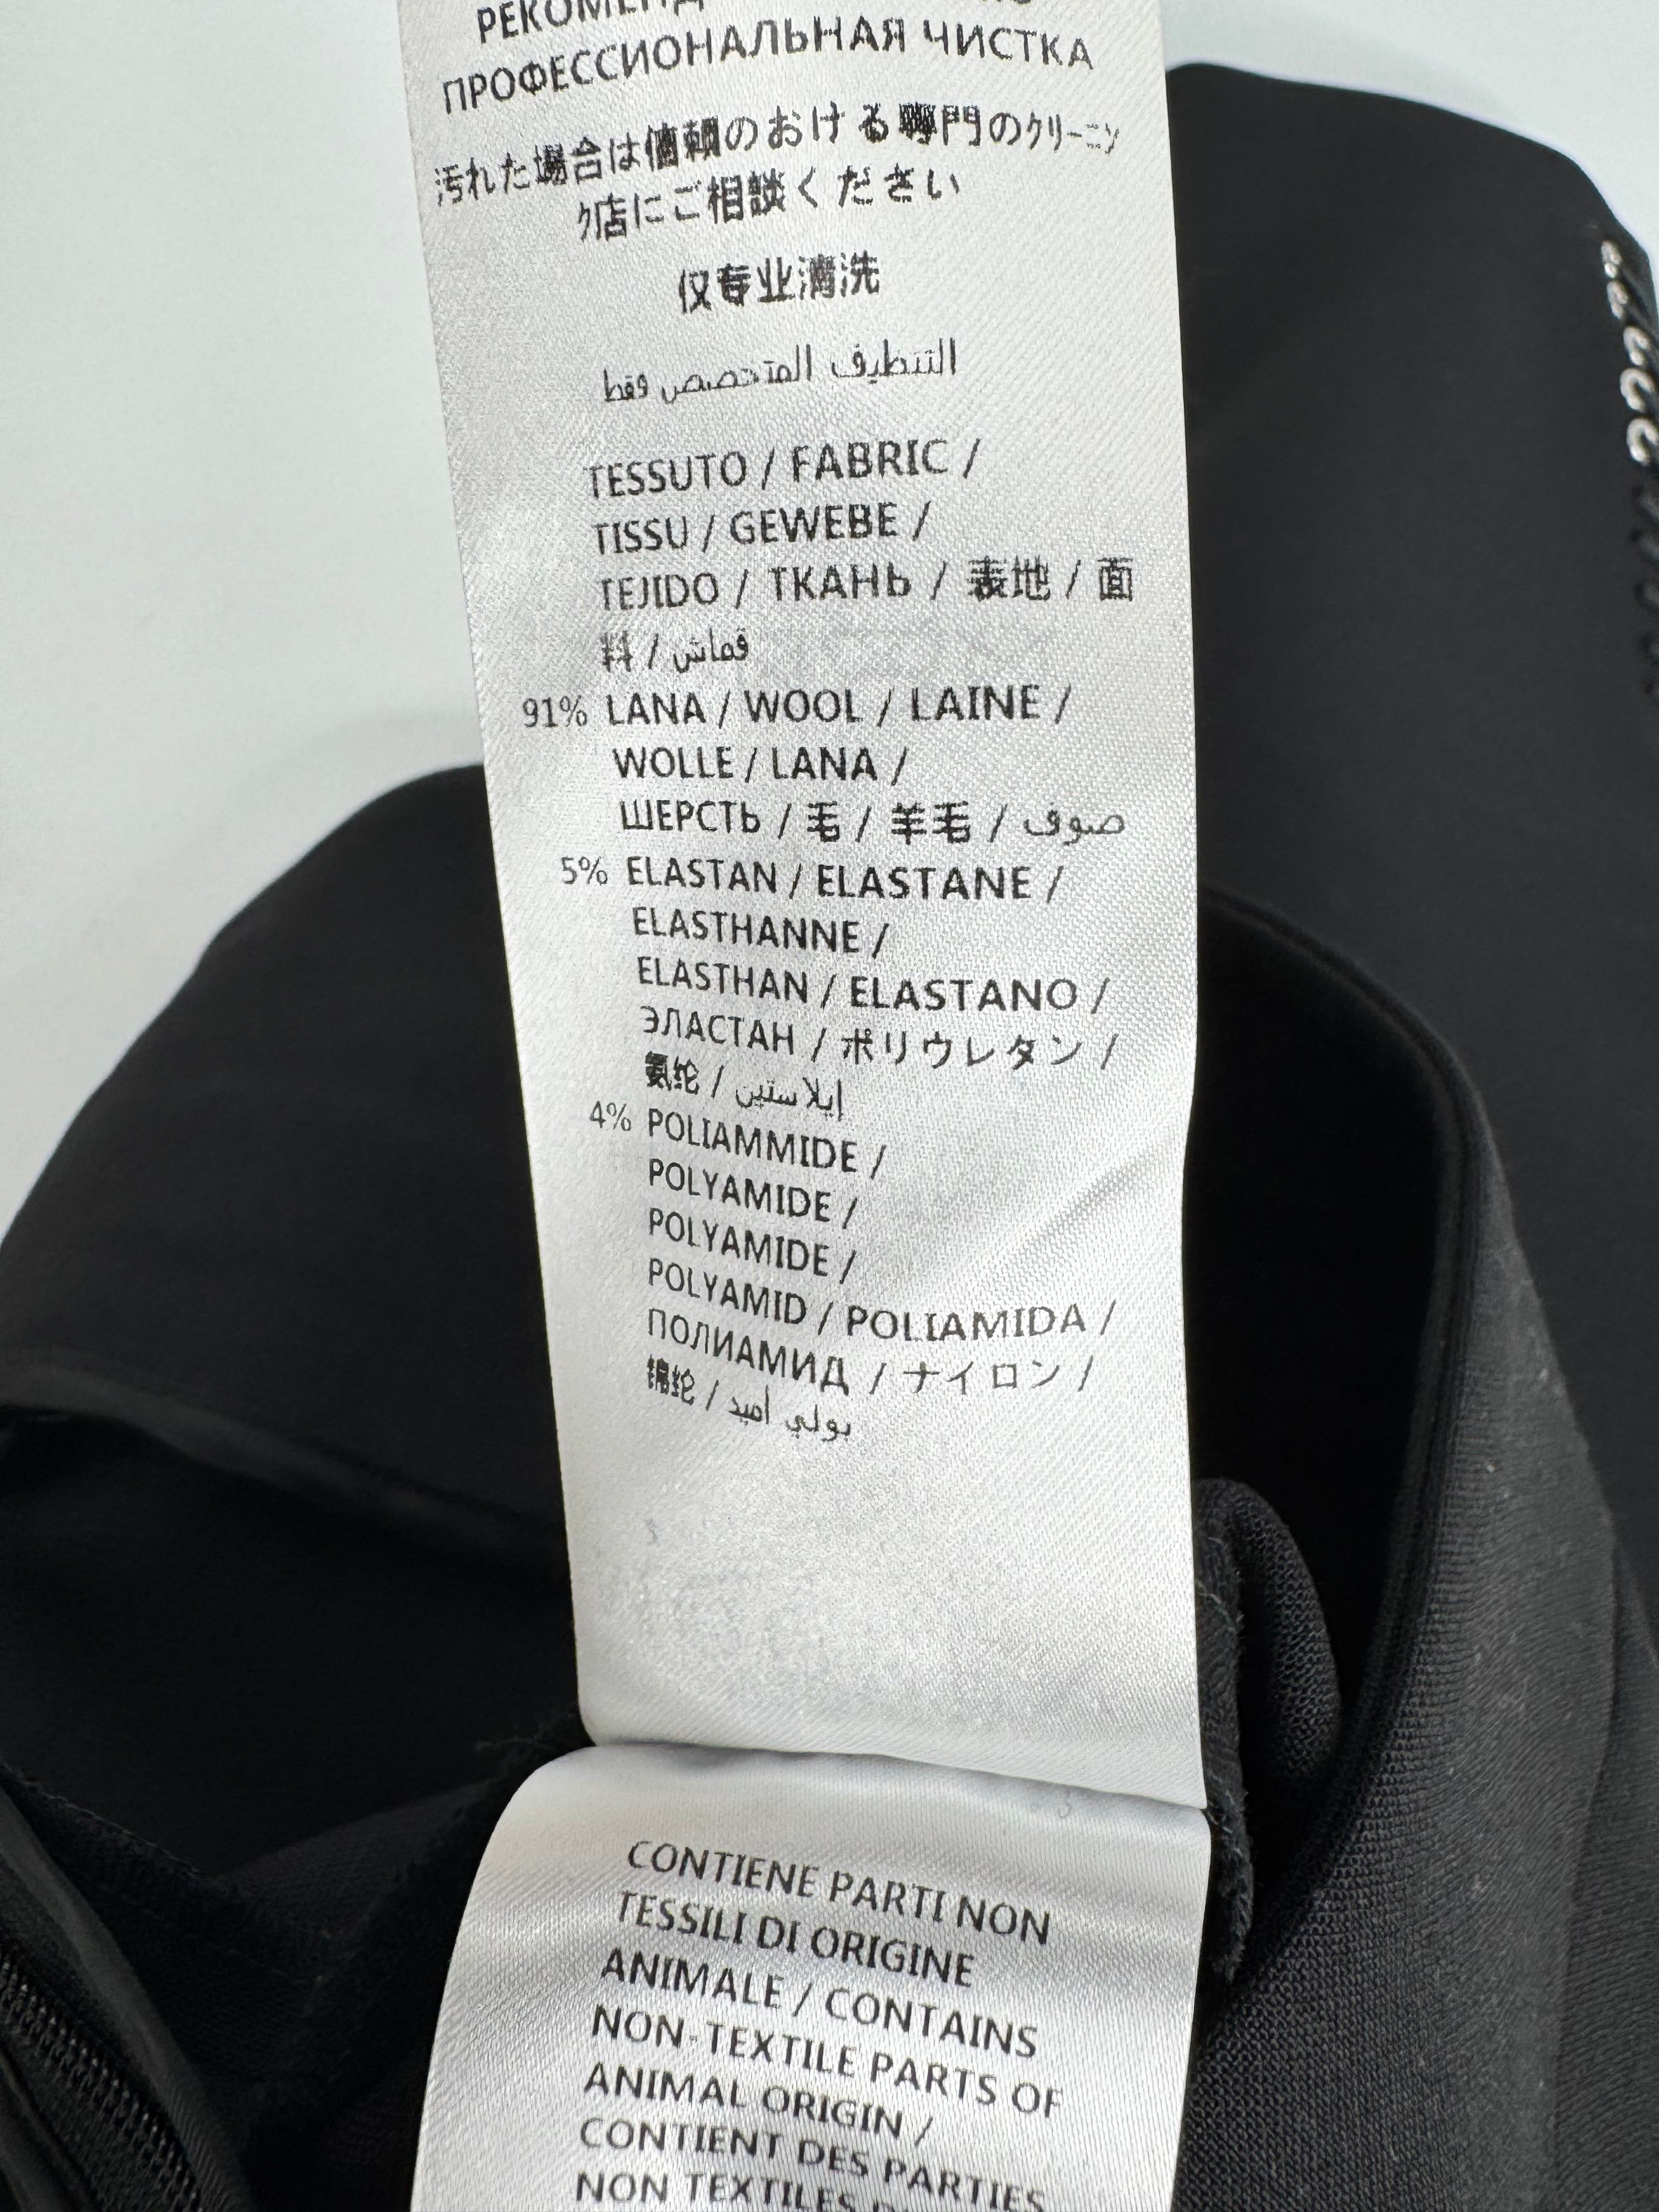 ПРОФЕССИОНАЛЬНАЯ ЧИСТКА
汚れた場合は信頼のおける専門のｸﾘｰﾆﾝ
ｸ店にご相談ください
仅专业清洗
التنظيف المتخصص فقط
TESSUTO / FABRIC /
TISSU / GEWEBE /
TEJIDO / ТКАНЬ / 表地 / 面
料 / قماش
91% LANA / WOOL / LAINE /
WOLLE / LANA /
ШЕРСТЬ / 毛 / 羊毛 / صوف
5% ELASTAN / ELASTANE /
ELASTHANNE /
ELASTHAN / ELASTANO /
ЭЛАСТАН / ポリウレタン /
氨纶 / إيلاستين
4% POLIAMMIDE /
POLYAMIDE /
POLYAMIDE /
POLYAMID / POLIAMIDA /
ПОЛИАМИД / ナイロン /
锦纶 / بولي أميد
CONTIENE PARTI NON
TESSILI DI ORIGINE
ANIMALE / CONTAINS
NON-TEXTILE PARTS OF
ANIMAL ORIGIN /
CONTIENT DES PARTIES
NON TEXTILES